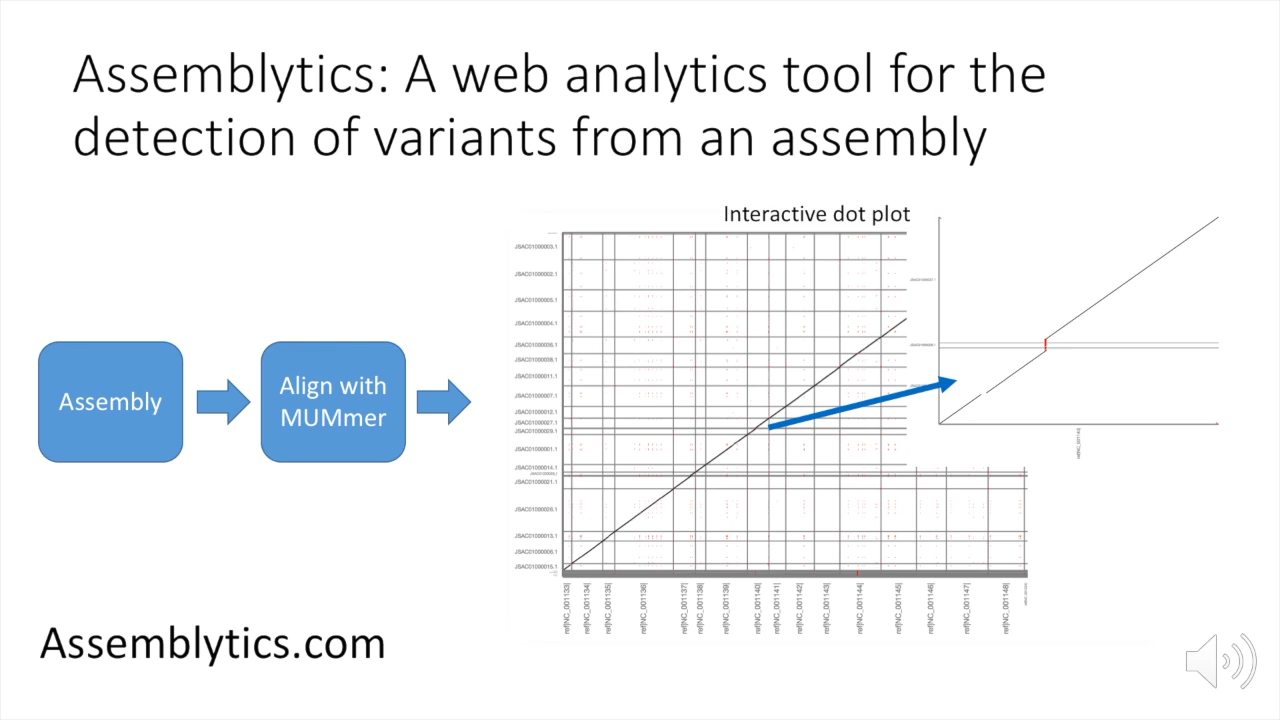 Assemblytics: A web analytics tool for the
detection of variants from an assembly
Interactive dot plot
Assembly
Align with
MUMmer
JSAC01000003.1
JSAC01000002.1
JSAC01000005.1
JSAC01000004.1
JSAC01000011.1
JSAC01000007.1
JSAC01000012.1
JSAC01000027.1
JSAC01000029.1
JSAC01000001.1
JSAC01000014.1
JSAC01000021.1
JSAC01000026.1
JSAC01000013.1
JSAC01000006.1
JSAC01000015.1
ref|NC_001133|
ref|NC_001134|
ref|NC_001135|
ref|NC_001136|
ref|NC_001137|
ref|NC_001138|
ref|NC_001139|
ref|NC_001140|
ref|NC_001141|
ref|NC_001142|
ref|NC_001143|
ref|NC_001144|
ref|NC_001145|
ref|NC_001146|
ref|NC_001147|
ref|NC_001148|
Assemblytics.com